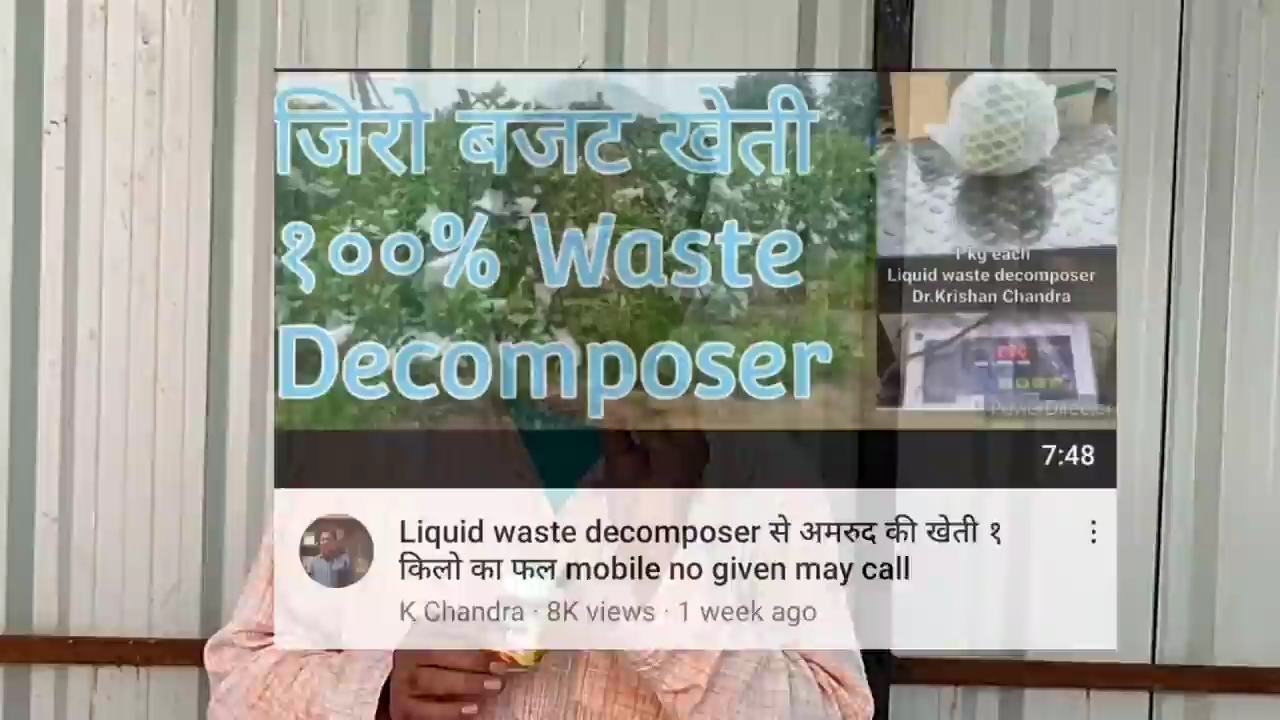 जिरो बजट खेती
१००% Waste
Decomposer
1 kg each
Liquid waste decomposer
Dr.Krishan Chandra
PowerDirector
7:48
Liquid waste decomposer से अमरुद की खेती १
किलो का फल mobile no given may call
K Chandra · 8K views · 1 week ago